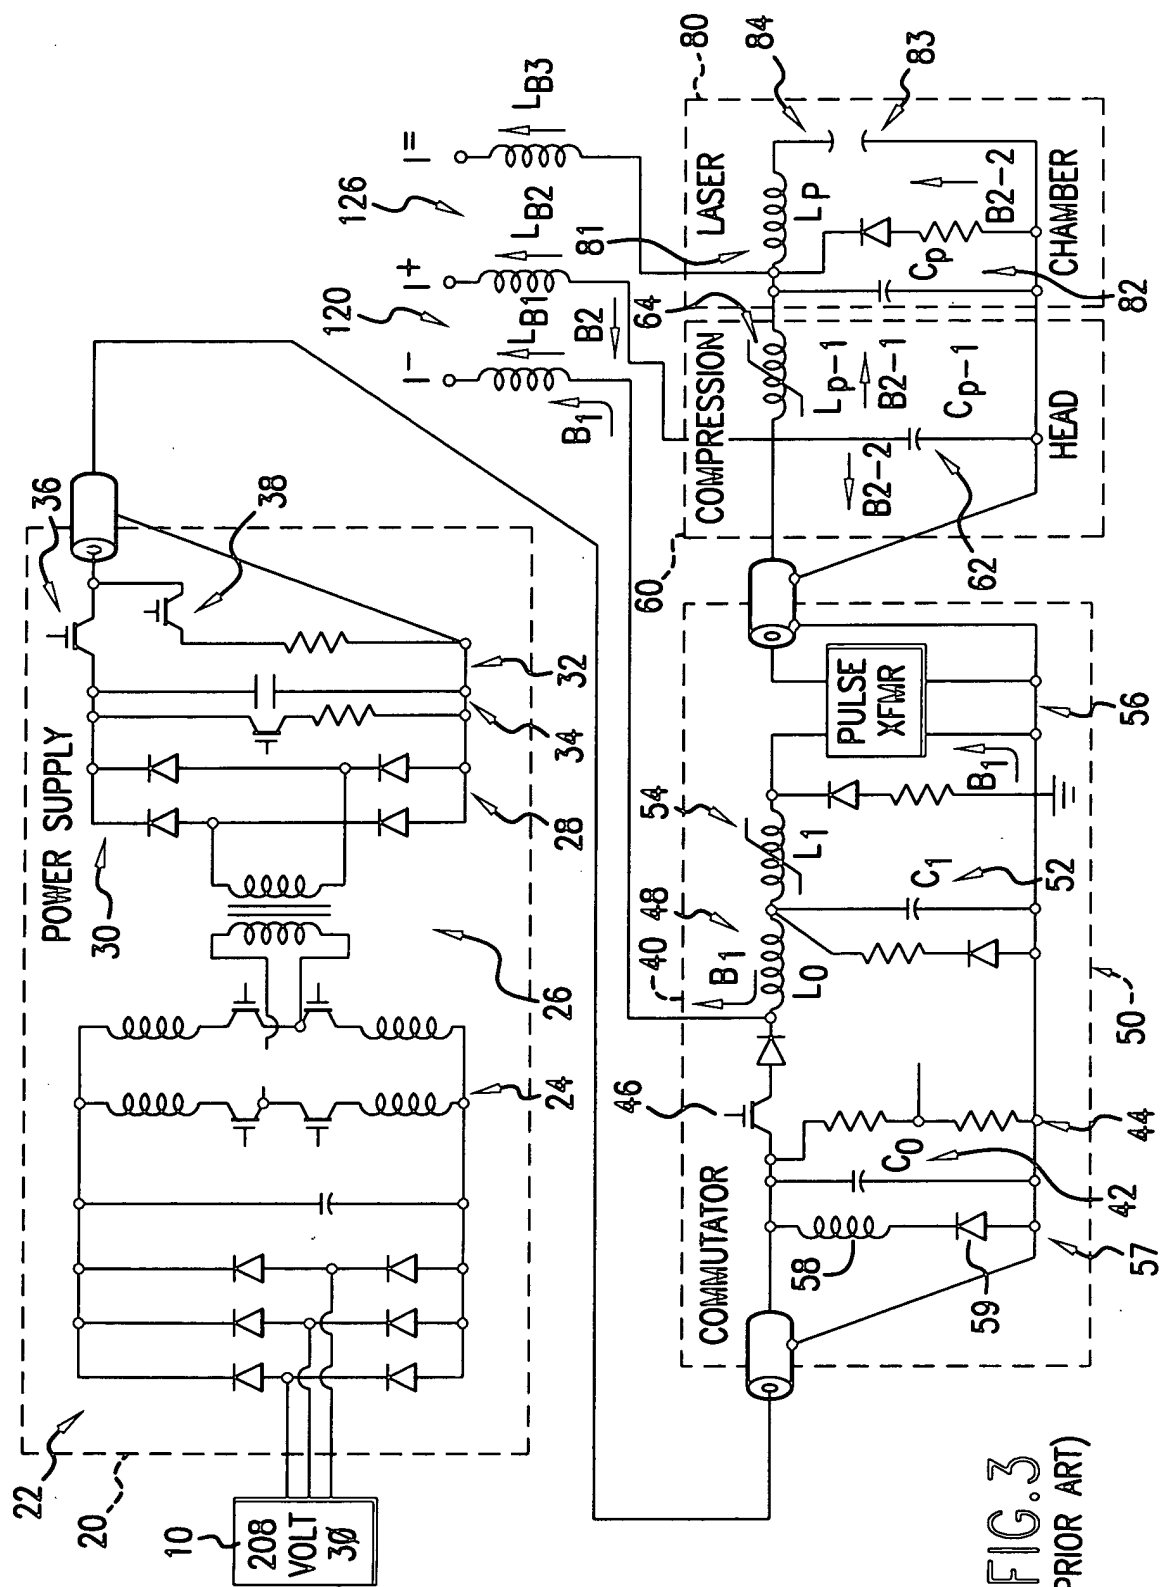 22
20
10
208
VOLT
3Ø
POWER SUPPLY
30
36
38
32
34
28
26
24
120
126
I-
I+
I=
LB1
LB2
LB3
B1
B2
COMMUTATOR
46
40
B1
48
54
L0
L1
C0
C1
58
59
57
42
44
52
50
B1
PULSE
XFMR
56
60
COMPRESSION
HEAD
64
Lp-1
B2-1
Cp-1
B2-2
62
80
LASER
CHAMBER
81
84
83
LP
Cp
B2-2
82
FIG.3
PRIOR ART)